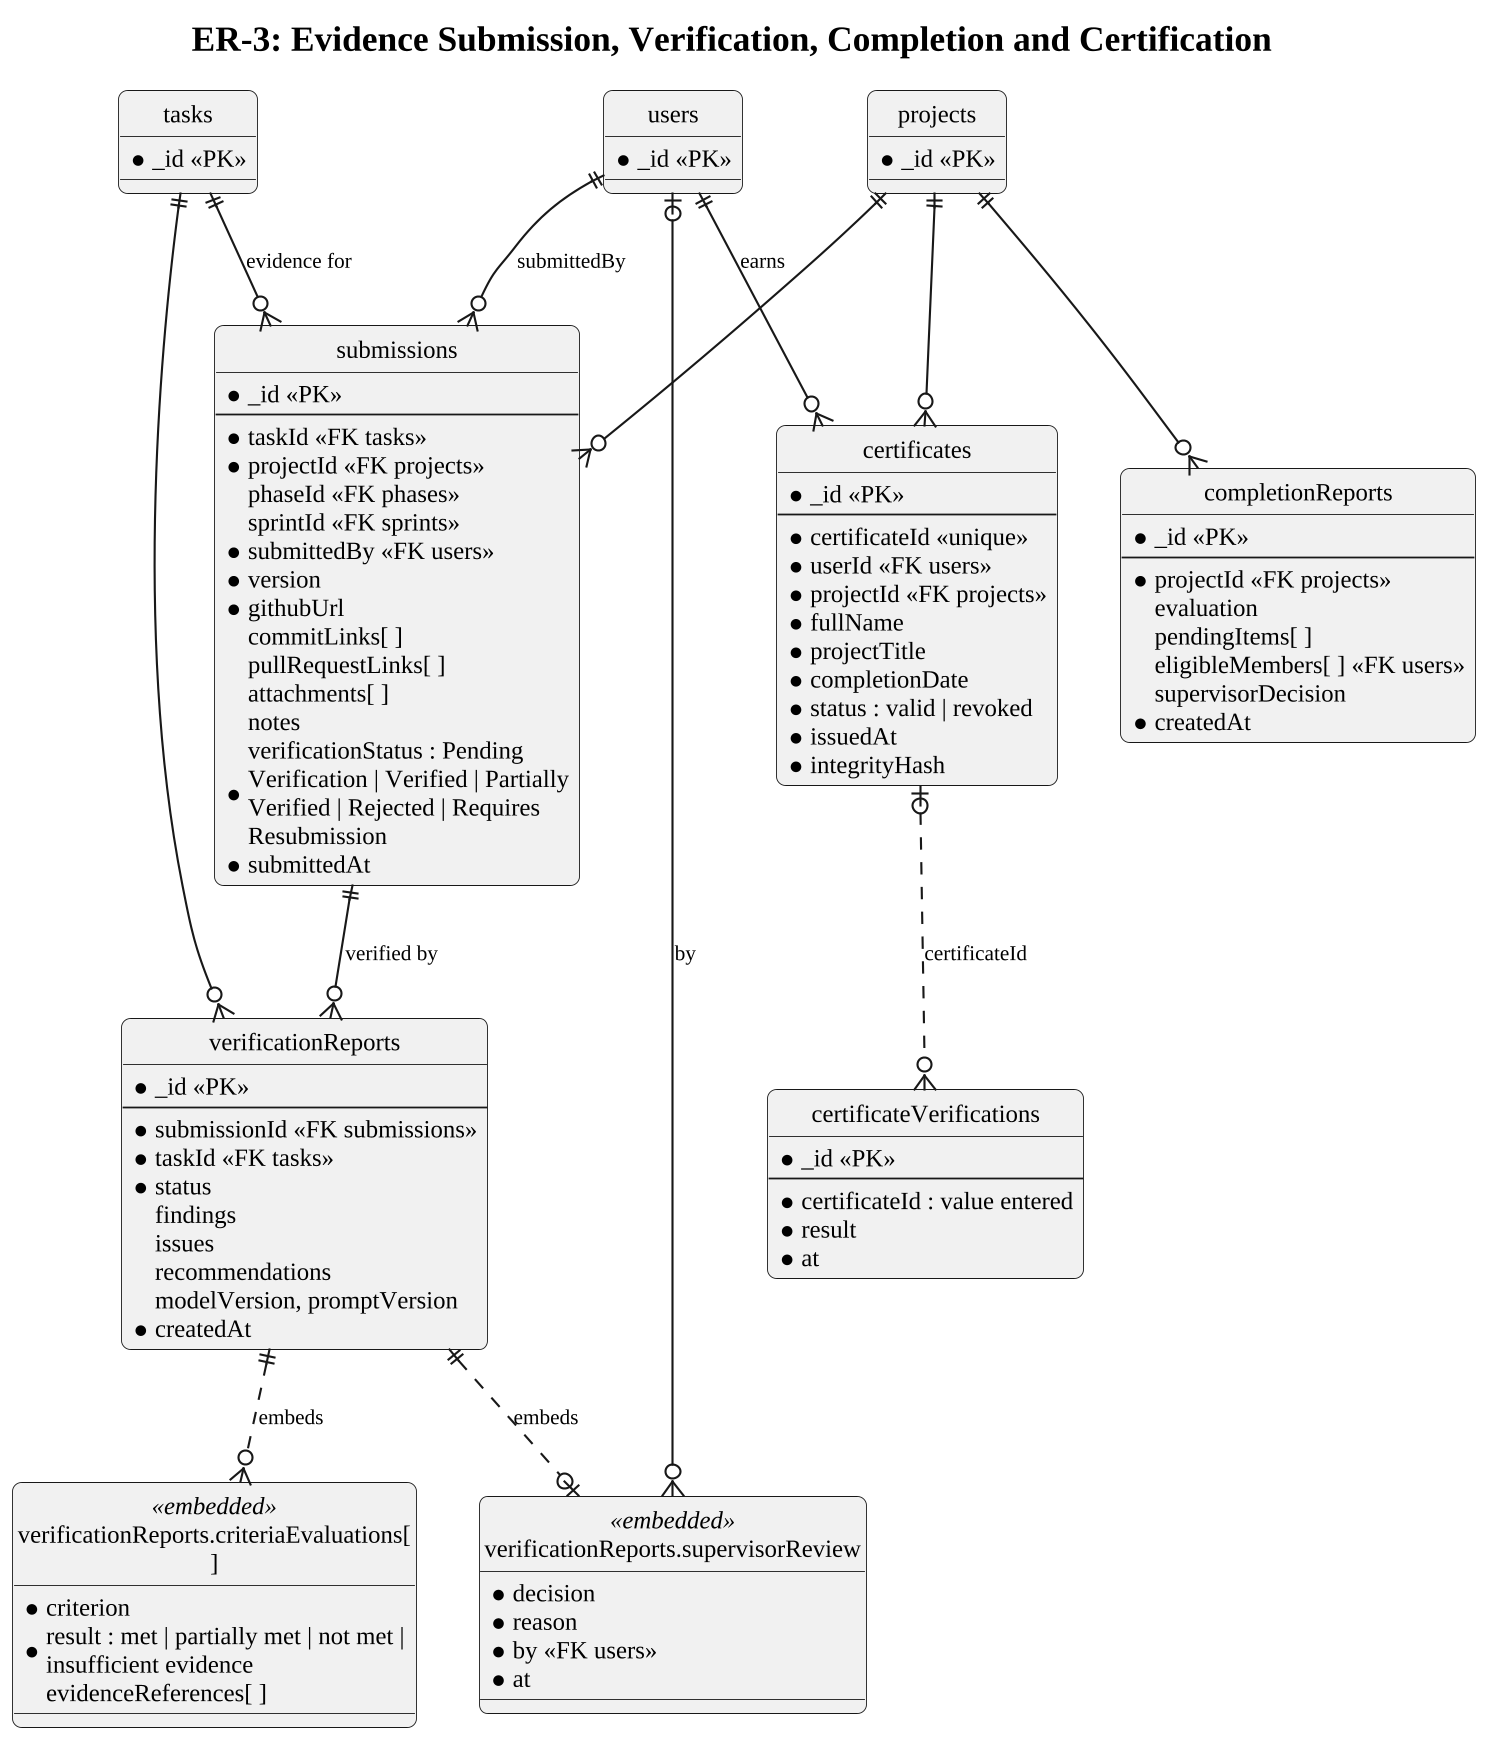 ER-3: Evidence Submission, Verification, Completion and Certification
tasks
_id «PK»
users
_id «PK»
projects
_id «PK»
evidence for
submittedBy
earns
submissions
_id «PK»
taskId «FK tasks»
projectId «FK projects»
phaseId «FK phases»
sprintId «FK sprints»
submittedBy «FK users»
version
githubUrl
commitLinks[ ]
pullRequestLinks[ ]
attachments[ ]
notes
verificationStatus : Pending
Verification | Verified | Partially
Verified | Rejected | Requires
Resubmission
submittedAt
certificates
_id «PK»
certificateId «unique»
userId «FK users»
projectId «FK projects»
fullName
projectTitle
completionDate
status : valid | revoked
issuedAt
integrityHash
completionReports
_id «PK»
projectId «FK projects»
evaluation
pendingItems[ ]
eligibleMembers[ ] «FK users»
supervisorDecision
createdAt
verified by
by
certificateId
verificationReports
_id «PK»
submissionId «FK submissions»
taskId «FK tasks»
status
findings
issues
recommendations
modelVersion, promptVersion
createdAt
certificateVerifications
_id «PK»
certificateId : value entered
result
at
embeds
embeds
«embedded»
verificationReports.criteriaEvaluations[
]
criterion
result : met | partially met | not met |
insufficient evidence
evidenceReferences[ ]
«embedded»
verificationReports.supervisorReview
decision
reason
by «FK users»
at